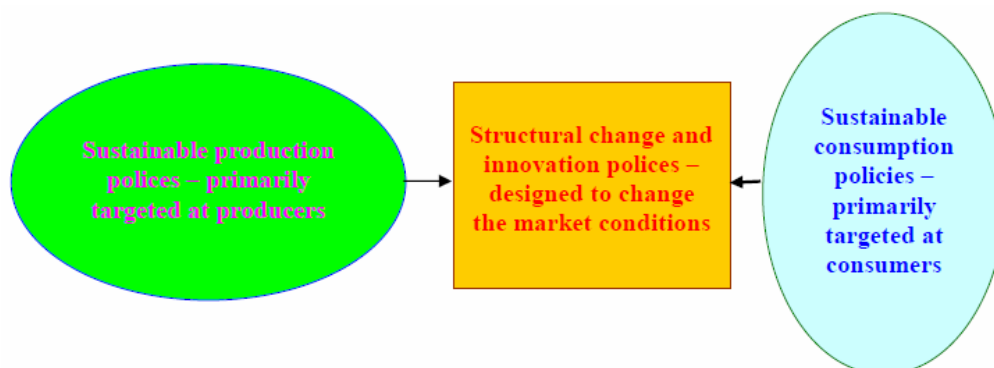 Sustainable production
polices – primarily
targeted at producers
Structural change and
innovation polices –
designed to change
the market conditions
Sustainable
consumption
policies –
primarily
targeted at
consumers